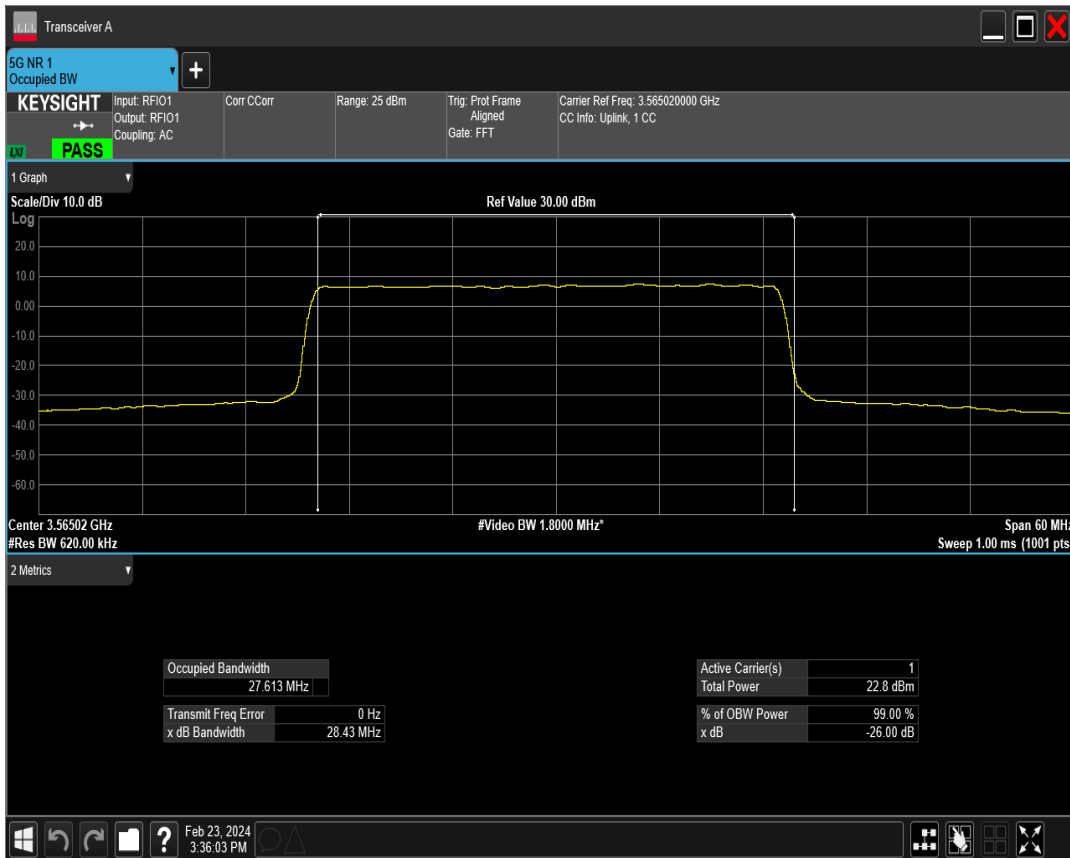 Transceiver A
5G NR 1
Occupied BW
+
KEYSIGHT
LXI
PASS
Input: RFIO1
Output: RFIO1
Coupling: AC
Corr CCorr
Range: 25 dBm
Trig: Prot Frame
Aligned
Gate: FFT
Carrier Ref Freq: 3.565020000 GHz
CC Info: Uplink, 1 CC
1 Graph
Scale/Div 10.0 dB
Ref Value 30.00 dBm
Log
20.0
10.0
0.00
-10.0
-20.0
-30.0
-40.0
-50.0
-60.0
Center 3.56502 GHz
#Video BW 1.8000 MHz*
Span 60 MHz
#Res BW 620.00 kHz
Sweep 1.00 ms (1001 pts
2 Metrics
Occupied Bandwidth
27.613 MHz
Transmit Freq Error 0 Hz
x dB Bandwidth 28.43 MHz
Active Carrier(s) 1
Total Power 22.8 dBm
% of OBW Power 99.00 %
x dB -26.00 dB
?
Feb 23, 2024
3:36:03 PM